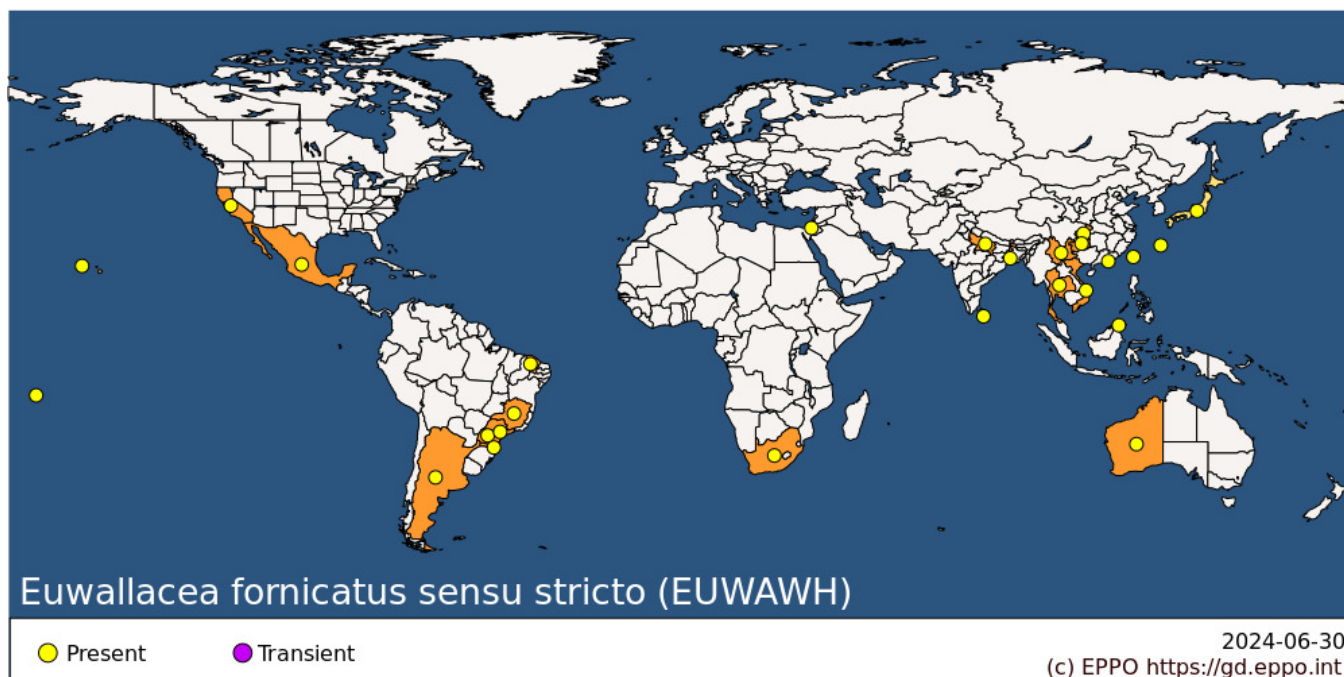 Euwallacea fornicatus sensu stricto (EUWAWH)
Present
Transient
2024-06-30
(c) EPPO https://gd.eppo.int